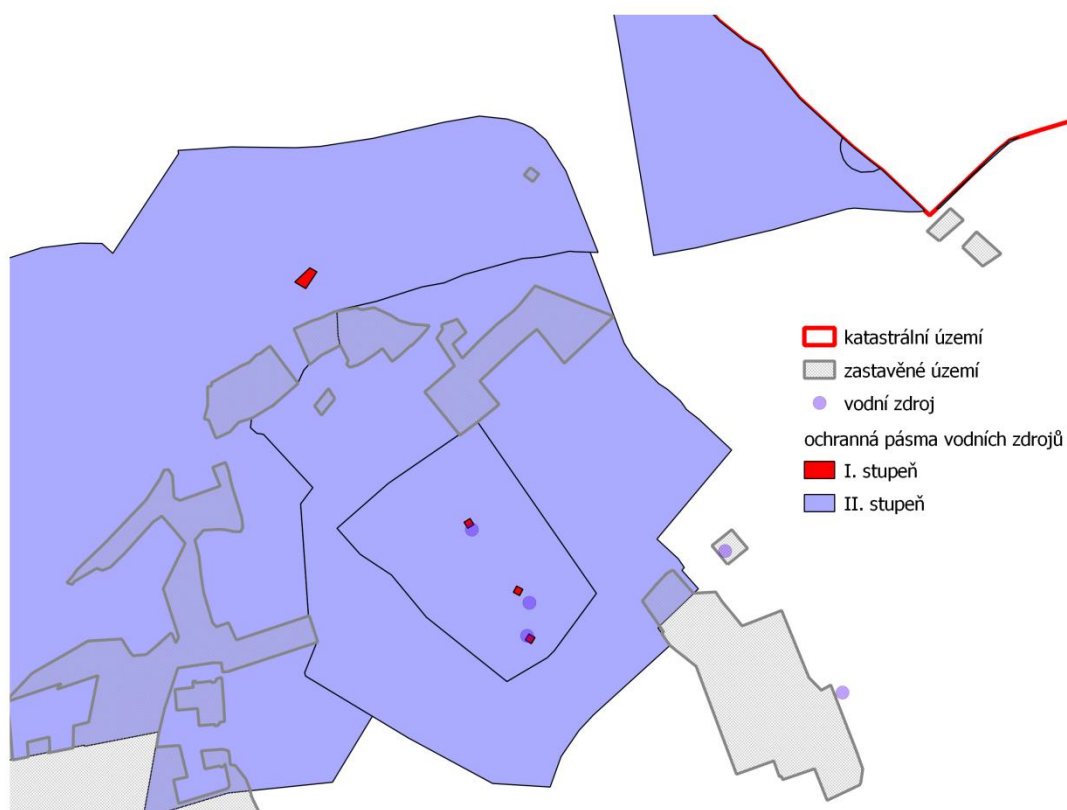 katastrální území
zastavěné území
vodní zdroj
ochranná pásma vodních zdrojů
I. stupeň
II. stupeň